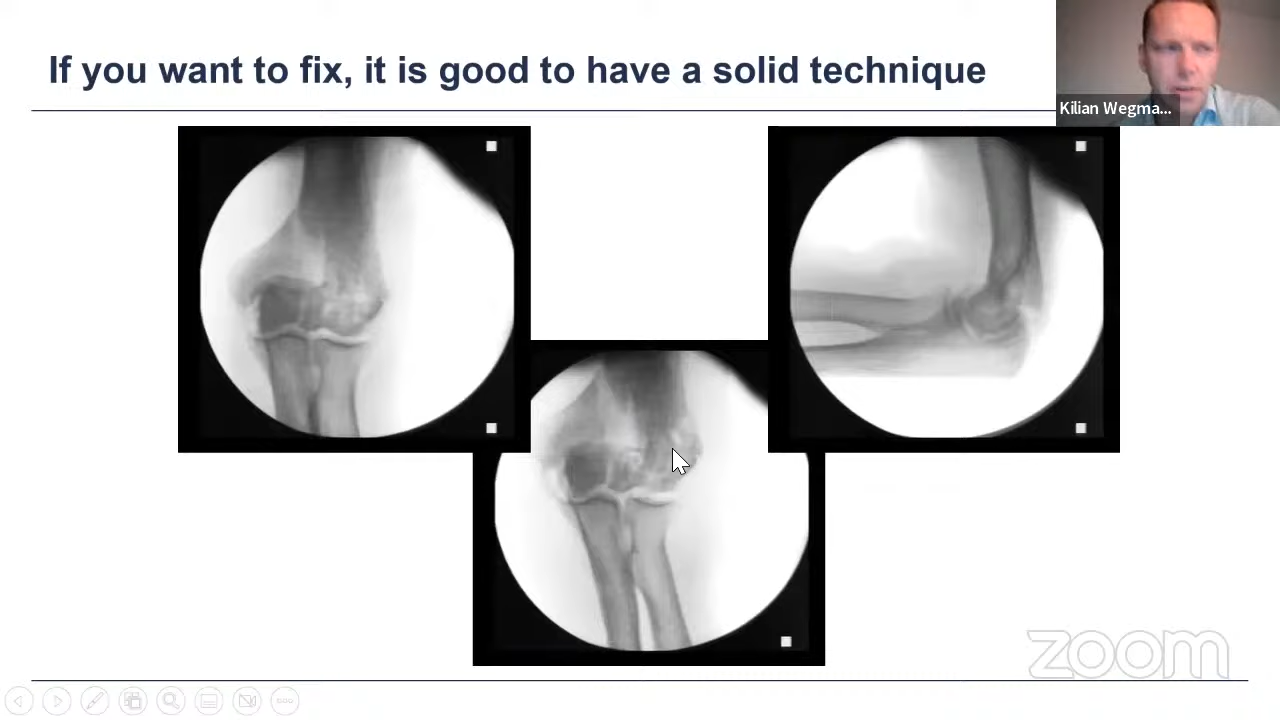 If you want to fix, it is good to have a solid technique
Kilian Wegma...
zoom